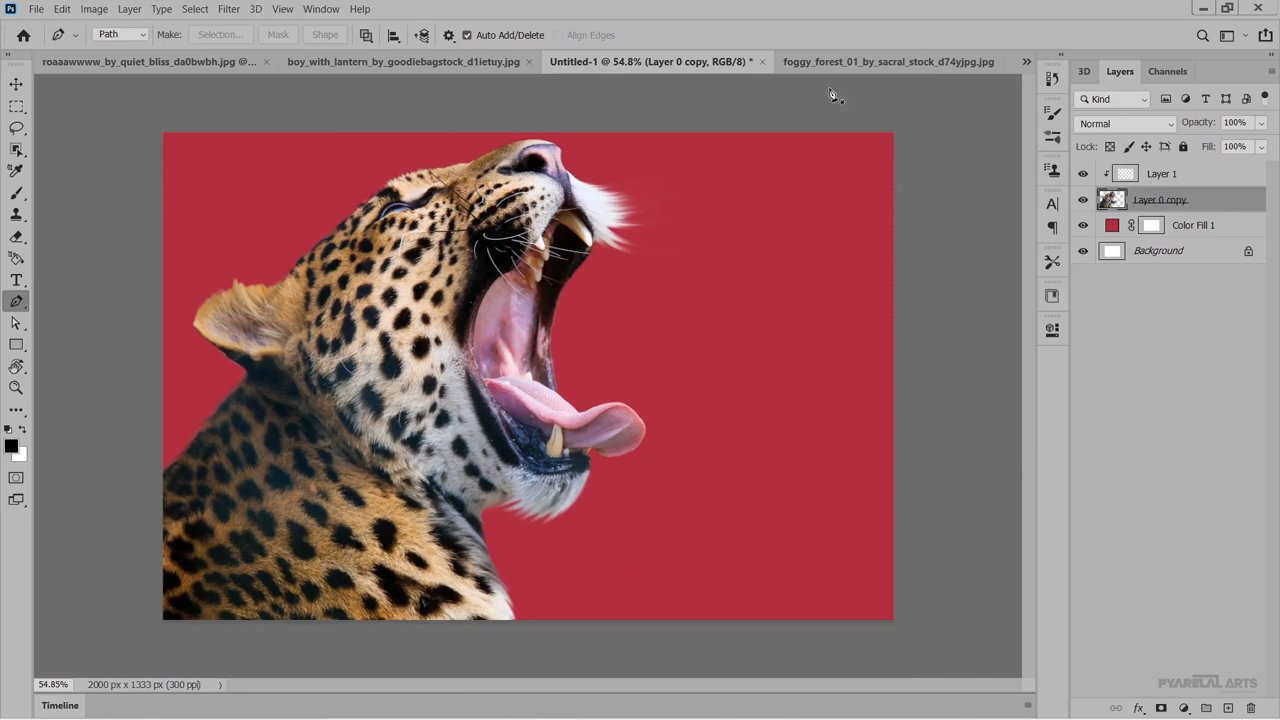 Ps File Edit Image Layer Type Select Filter 3D View Window Help
Path Make: Selection... Mask Shape Auto Add/Delete Align Edges
roaaawwww_by_quiet_bliss_da0bwbh.jpg @... × boy_with_lantern_by_goodiebagstock_d1ietuy.jpg × Untitled-1 @ 54.8% (Layer 0 copy, RGB/8) * × foggy_forest_01_by_sacral_stock_d74yjpg.jpg
3D Layers Channels
Kind
Normal Opacity: 100%
Lock: Fill: 100%
Layer 1
Layer 0 copy
Color Fill 1
Background
PYARELAL ARTS
54.85% 2000 px x 1333 px (300 ppi)
Timeline